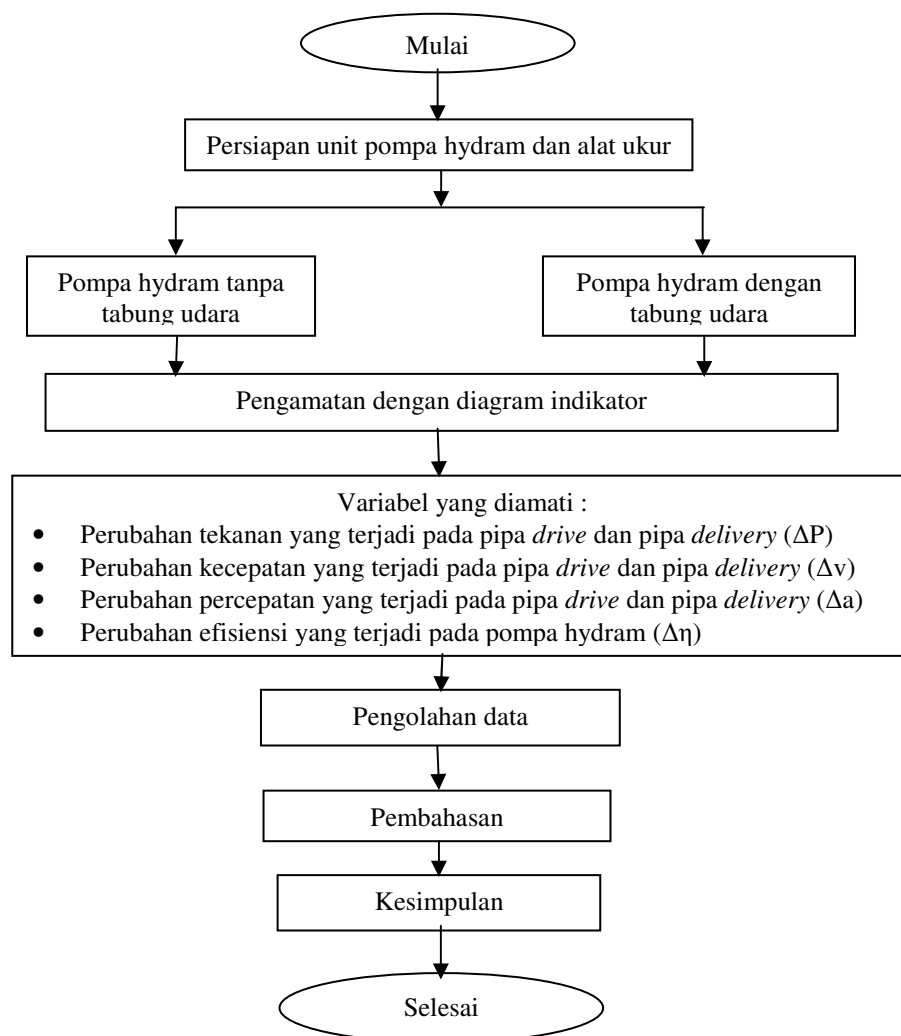 Mulai
Persiapan unit pompa hydram dan alat ukur
Pompa hydram tanpa
tabung udara
Pompa hydram dengan
tabung udara
Pengamatan dengan diagram indikator
Variabel yang diamati :
• Perubahan tekanan yang terjadi pada pipa drive dan pipa delivery (ΔP)
• Perubahan kecepatan yang terjadi pada pipa drive dan pipa delivery (Δv)
• Perubahan percepatan yang terjadi pada pipa drive dan pipa delivery (Δa)
• Perubahan efisiensi yang terjadi pada pompa hydram (Δη)
Pengolahan data
Pembahasan
Kesimpulan
Selesai